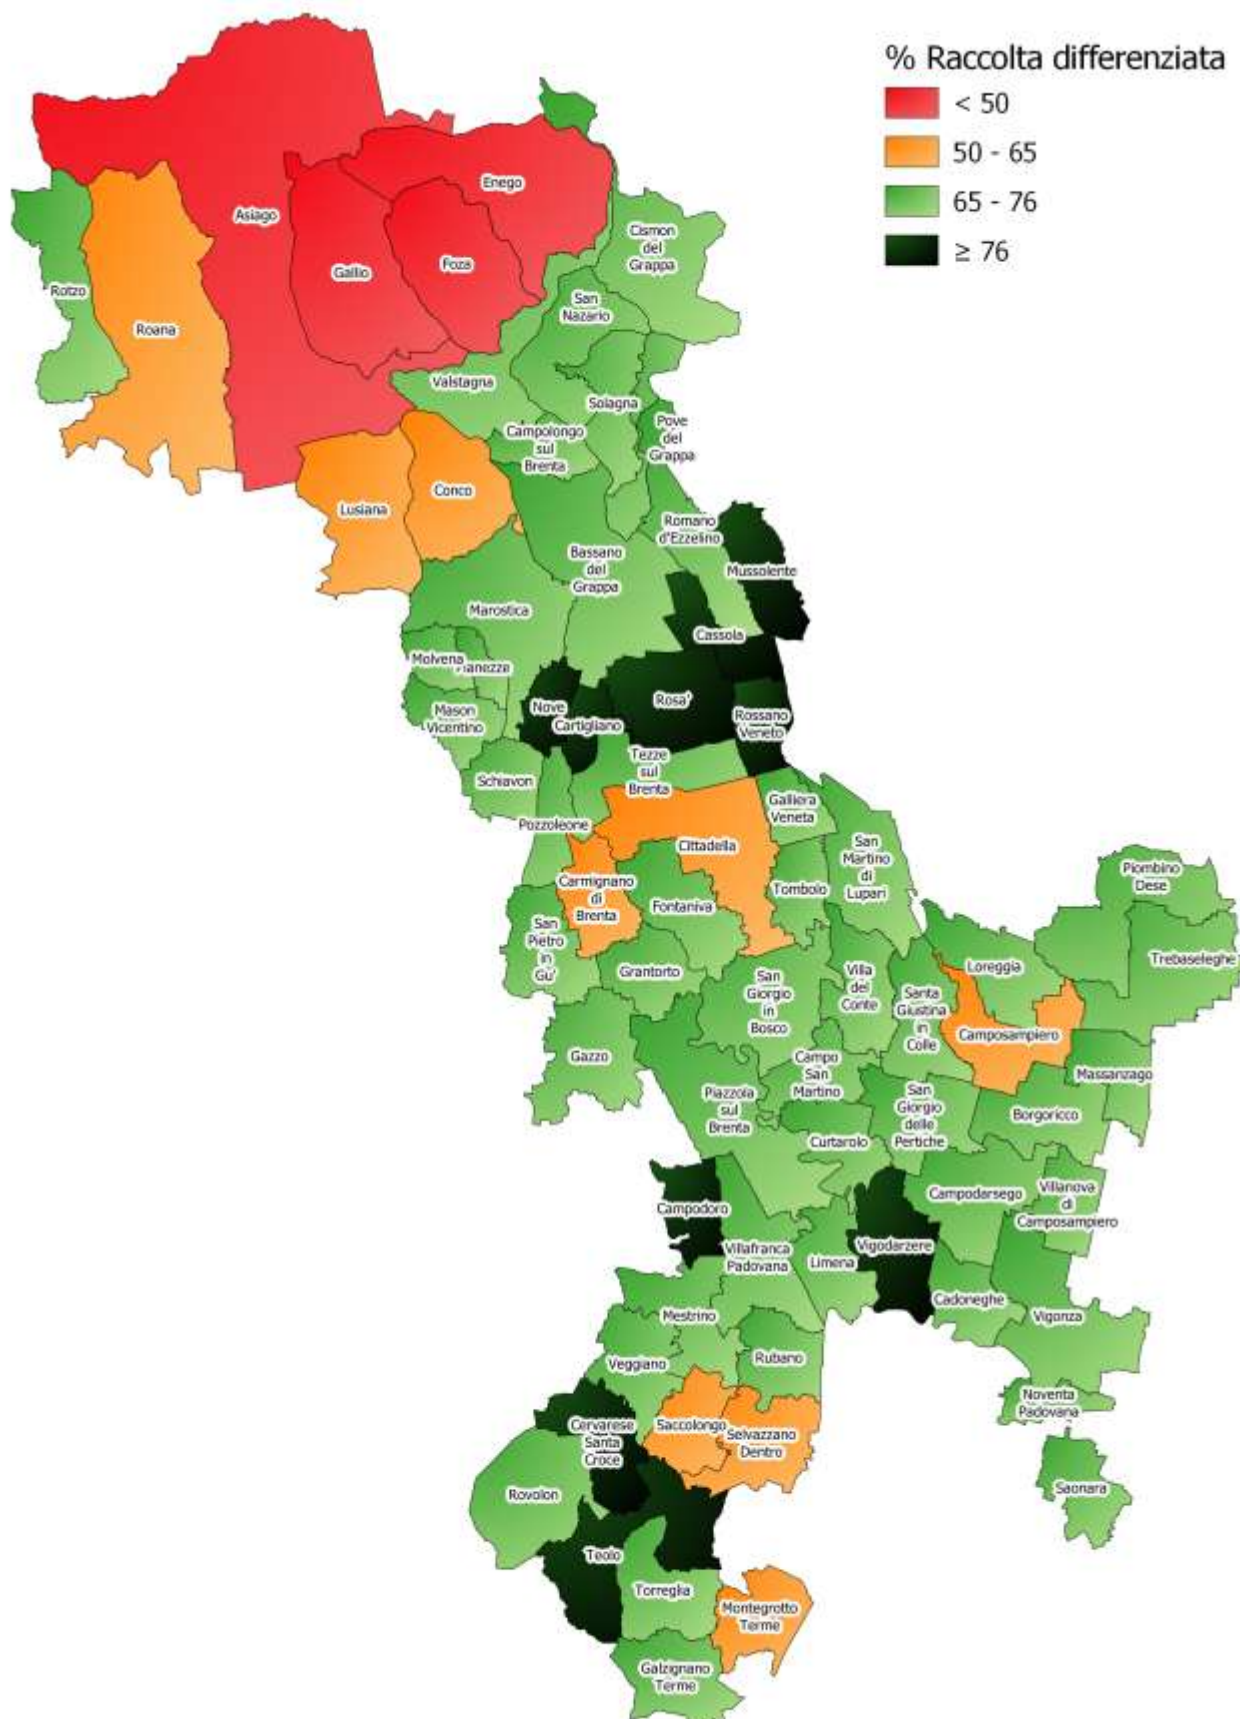 % Raccolta differenziata
< 50
50 - 65
65 - 76
≥ 76
Enego
Asiago
Cismon
del
Grappa
Foza
Gallio
Rotzo
San
Nazario
Roana
Valstagna
Solagna
Pove
del
Grappa
Campolongo
sul
Brenta
Conco
Lusiana
Romano
d'Ezzelino
Bassano
del
Grappa
Mussolente
Marostica
Cassola
Molvena
ianezze
Rosa'
Nove
Mason
Vicentino
Cartigliano
Rossano
Veneto
Tezze
sul
Brenta
Schiavon
Galliera
Veneta
Pozzoleone
Cittadella
San
Martino
di
Lupari
Piombino
Dese
Carmignano
di
Brenta
Tombolo
Fontaniva
San
Pietro
in
Gu'
Trebaseleghe
Loreggia
Grantorto
San
Giorgio
in
Bosco
Villa
del
Conte
Santa
Giustina
in
Colle
Camposampiero
Gazzo
Campo
San
Martino
Massanzago
Piazzola
sul
Brenta
San
Giorgio
delle
Pertiche
Borgoricco
Curtarolo
Campodarsego
Villanova
di
Camposampiero
Campodoro
Vigodarzere
Villafranca
Padovana
Limena
Cadoneghe
Mestrino
Vigonza
Veggiano
Rubano
Noventa
Padovana
Saccolongo
Selvazzano
Dentro
Cervarese
Santa
Croce
Rovolon
Saonara
Teolo
Torreglia
Montegrotto
Terme
Galzignano
Terme